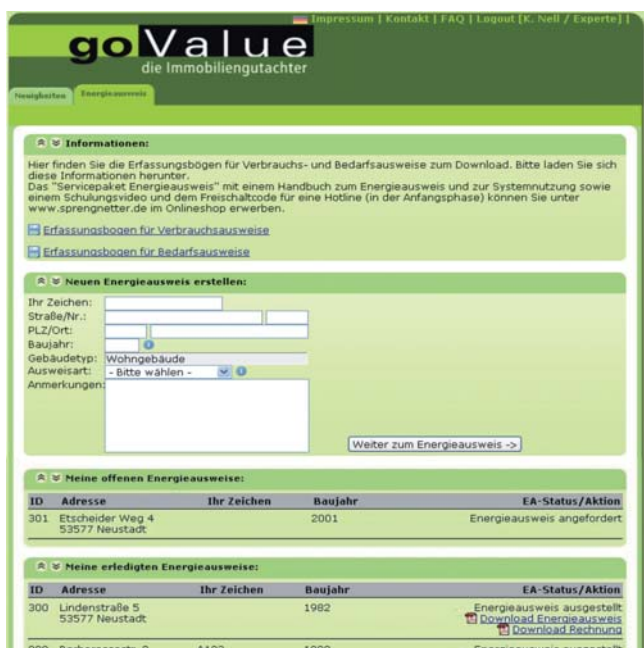 Impressum | Kontakt | FAQ | Logout [K. Nell / Experte] |
goValue
die Immobiliengutachter
Neuigkeiten Energieausweis
Informationen:
Hier finden Sie die Erfassungsbögen für Verbrauchs- und Bedarfsausweise zum Download. Bitte laden Sie sich
diese Informationen herunter.
Das "Servicepaket Energieausweis" mit einem Handbuch zum Energieausweis und zur Systemnutzung sowie
einem Schulungsvideo und dem Freischaltcode für eine Hotline (in der Anfangsphase) können Sie unter
www.sprengnetter.de im Onlineshop erwerben.
Erfassungsbogen für Verbrauchsausweise
Erfassungsbogen für Bedarfsausweise
Neuen Energieausweis erstellen:
Ihr Zeichen:
Straße/Nr.:
PLZ/Ort:
Baujahr:
Gebäudetyp: Wohngebäude
Ausweisart: - Bitte wählen -
Anmerkungen:
Weiter zum Energieausweis ->
Meine offenen Energieausweise:
ID Adresse Ihr Zeichen Baujahr EA-Status/Aktion
301 Etscheider Weg 4 2001 Energieausweis angefordert
53577 Neustadt
Meine erledigten Energieausweise:
ID Adresse Ihr Zeichen Baujahr EA-Status/Aktion
300 Lindenstraße 5 1982 Energieausweis ausgestellt
53577 Neustadt Download Energieausweis
Download Rechnung